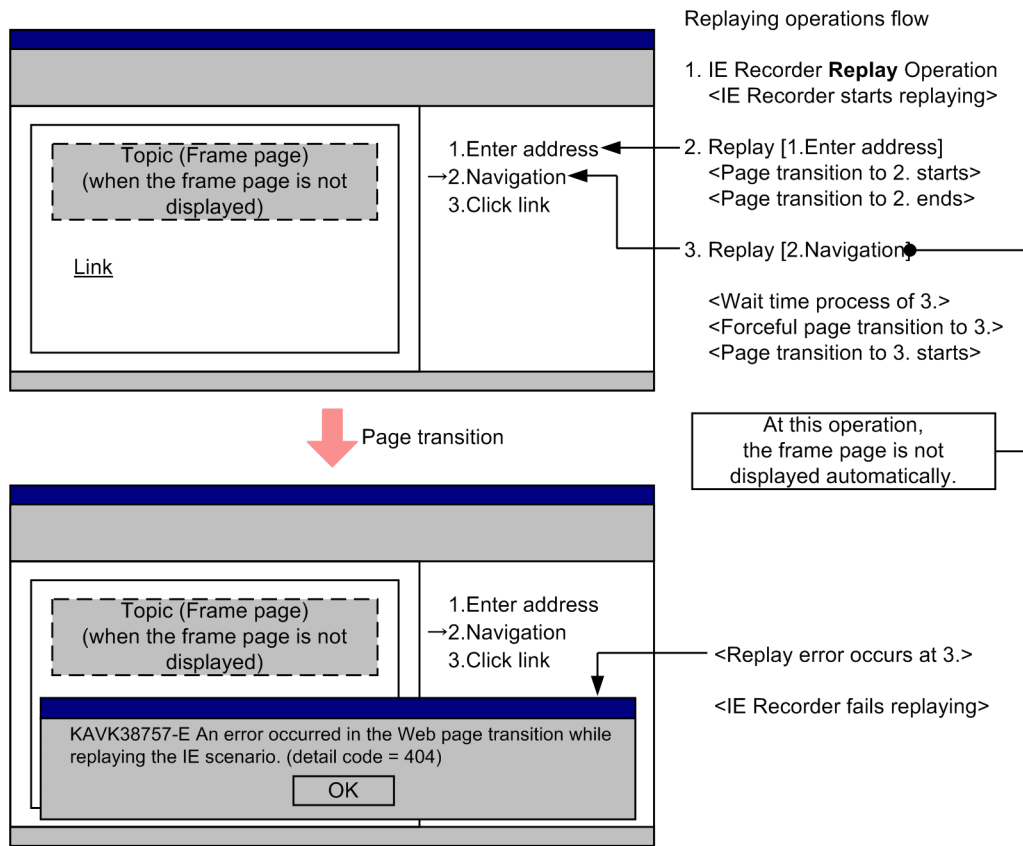 Replaying operations flow
1. IE Recorder Replay Operation
<IE Recorder starts replaying>
Topic (Frame page)
(when the frame page is not
displayed)
Link
1.Enter address
→2.Navigation
3.Click link
2. Replay [1.Enter address]
<Page transition to 2. starts>
<Page transition to 2. ends>
3. Replay [2.Navigation]
<Wait time process of 3.>
<Forceful page transition to 3.>
<Page transition to 3. starts>
Page transition
At this operation,
the frame page is not
displayed automatically.
Topic (Frame page)
(when the frame page is not
displayed)
1.Enter address
→2.Navigation
3.Click link
<Replay error occurs at 3.>
<IE Recorder fails replaying>
KAVK38757-E An error occurred in the Web page transition while
replaying the IE scenario. (detail code = 404)
OK